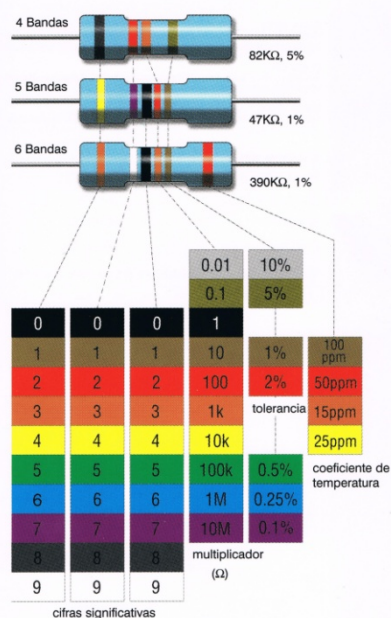 4 Bandas
82KΩ, 5%
5 Bandas
47KΩ, 1%
6 Bandas
390KΩ, 1%
0.01 10%
0.1 5%
0 0 0 1
1 1 1 10 1% 100 ppm
2 2 2 100 2% 50ppm
3 3 3 1k tolerancia 15ppm
4 4 4 10k 25ppm
5 5 5 100k 0.5% coeficiente de
6 6 6 1M 0.25% temperatura
7 7 7 10M 0.1%
8 8 8 multiplicador
9 9 9 (Ω)
cifras significativas